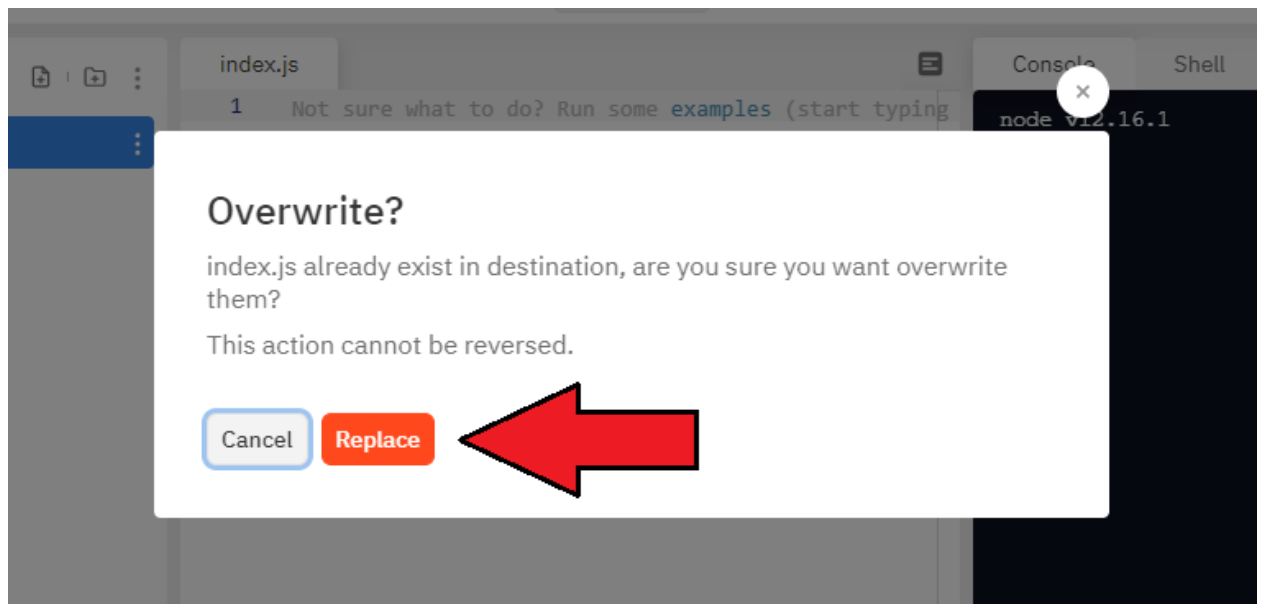 index.js
Console
Shell
1 Not sure what to do? Run some examples (start typing
node v12.16.1
Overwrite?
index.js already exist in destination, are you sure you want overwrite
them?
This action cannot be reversed.
Cancel
Replace